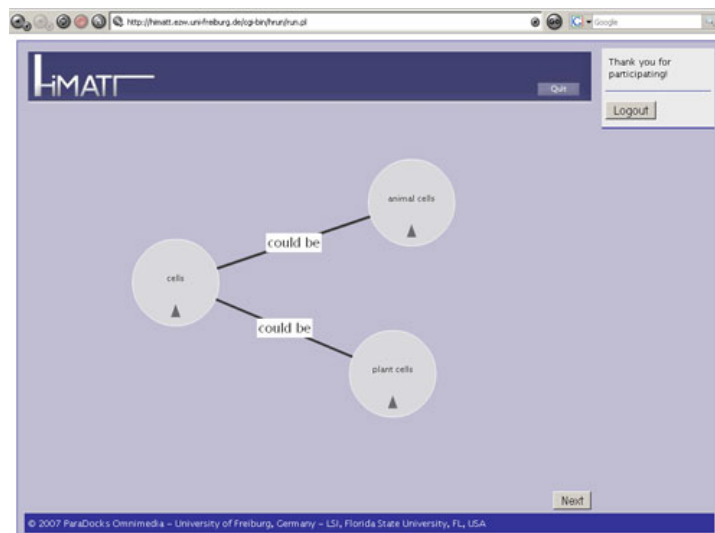 http://himatt.ezw.uni-freiburg.de/cgi-bin/hrun/run.pl
Google
HIMATT
Quit
Thank you for
participating!
Logout
animal cells
could be
cells
could be
plant cells
Next
© 2007 ParaDocks Omnimedia – University of Freiburg, Germany – LSI, Florida State University, FL, USA